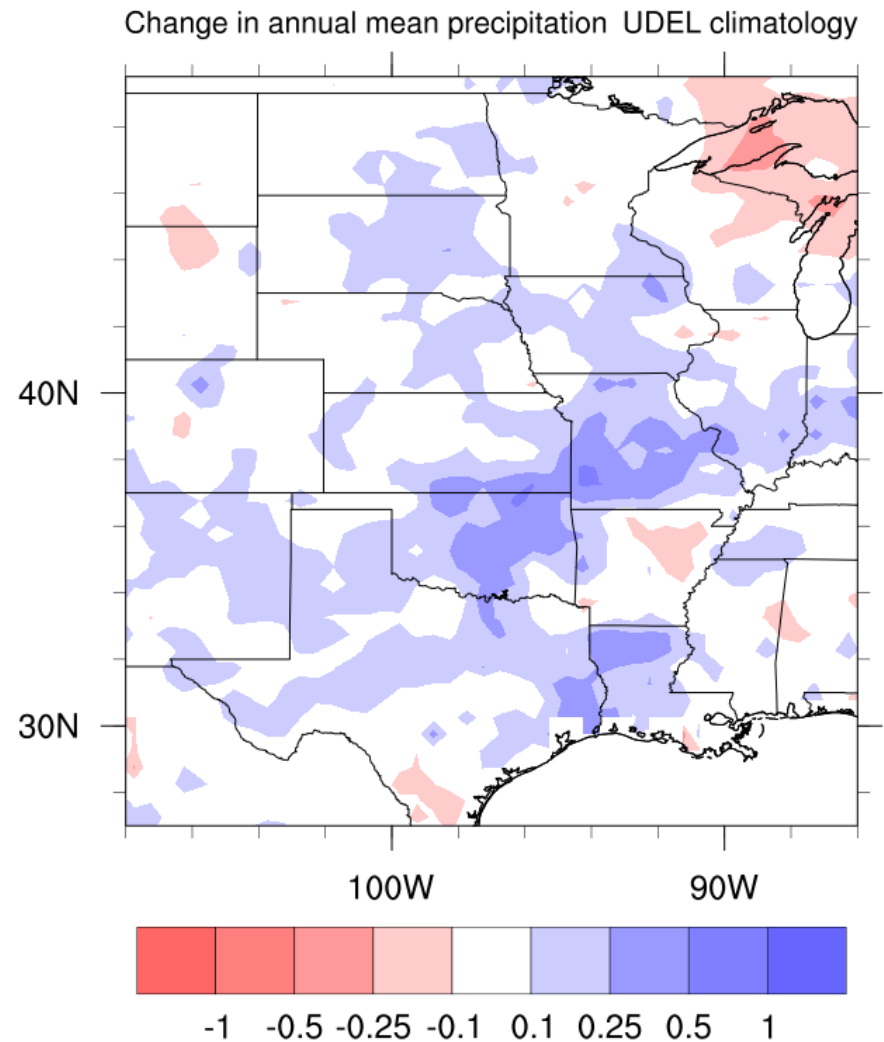 Change in annual mean precipitation UDEL climatology
40N
30N
100W 90W
-1 -0.5 -0.25 -0.1 0.1 0.25 0.5 1